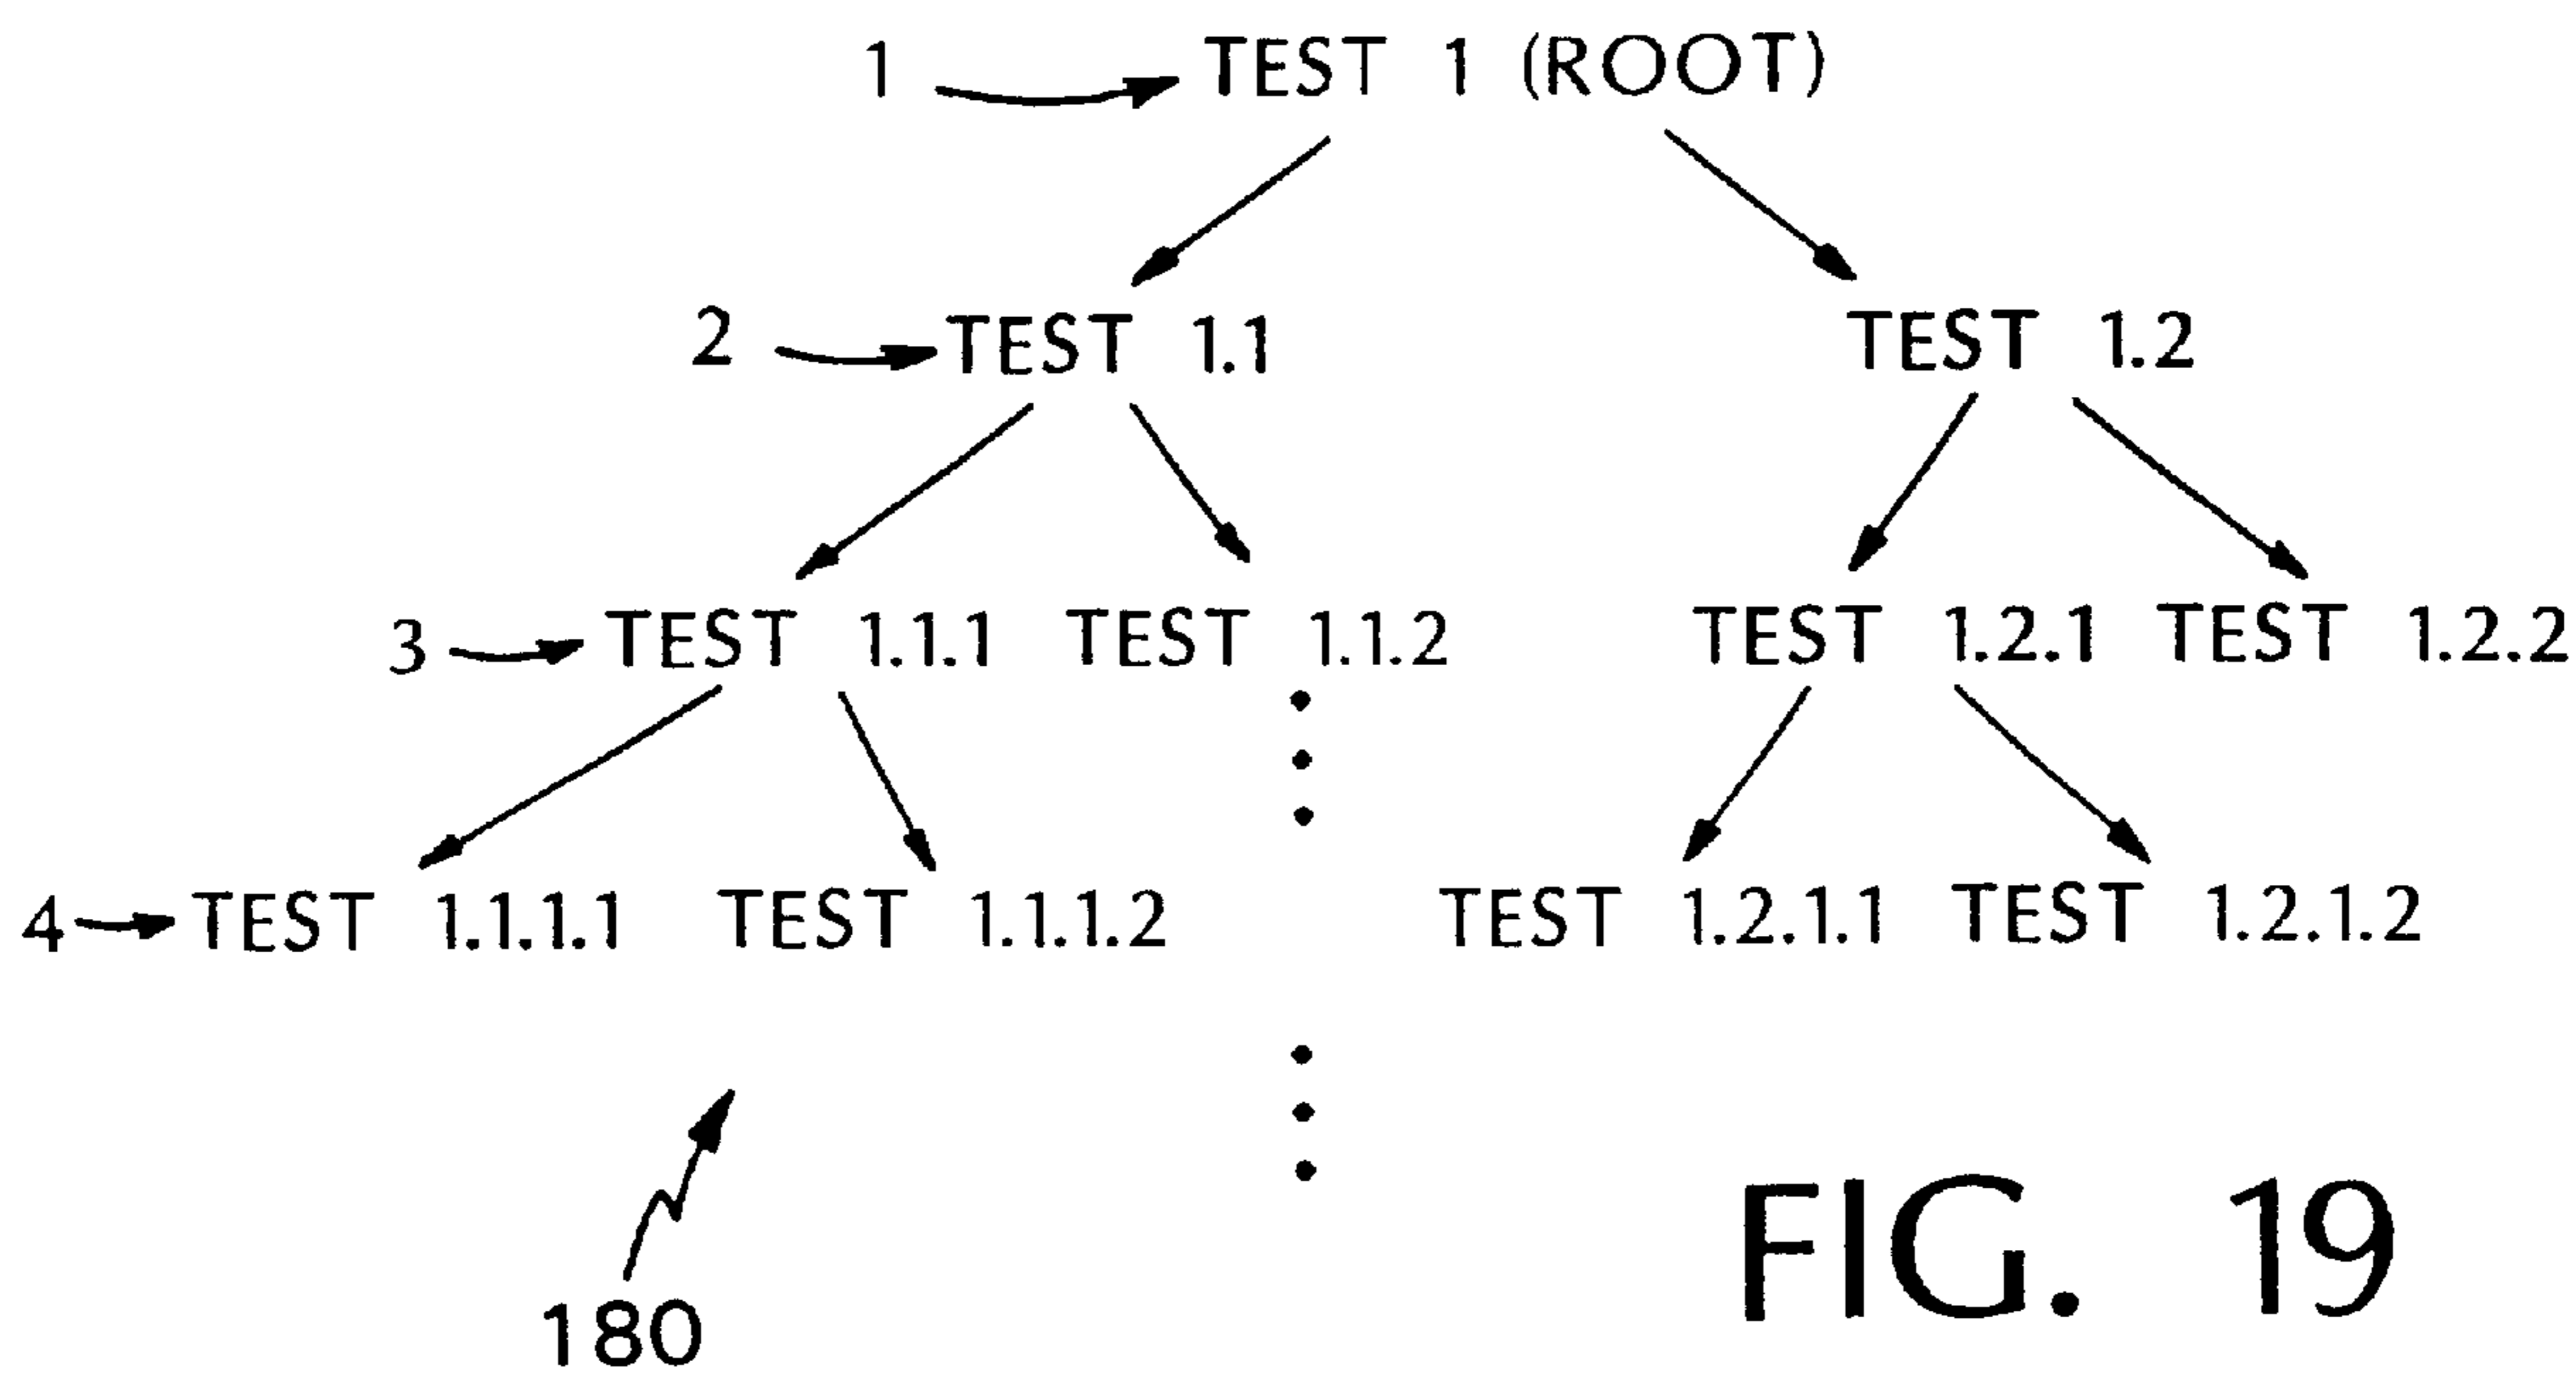 1 TEST 1 (ROOT)
2 TEST 1.1 TEST 1.2
3 TEST 1.1.1 TEST 1.1.2 TEST 1.2.1 TEST 1.2.2
4 TEST 1.1.1.1 TEST 1.1.1.2 TEST 1.2.1.1 TEST 1.2.1.2
180
FIG. 19